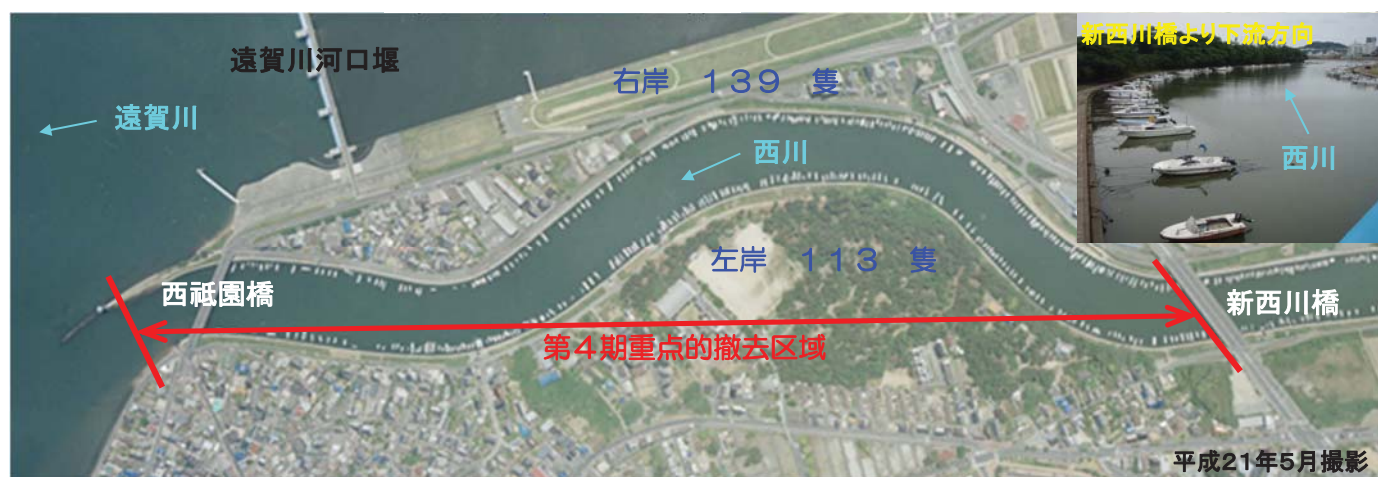 新西川橋より下流方向
遠賀川河口堰
右岸　１３９　隻
遠賀川
西川
西川
左岸　１１３　隻
西祗園橋
新西川橋
第４期重点的撤去区域
平成21年5月撮影